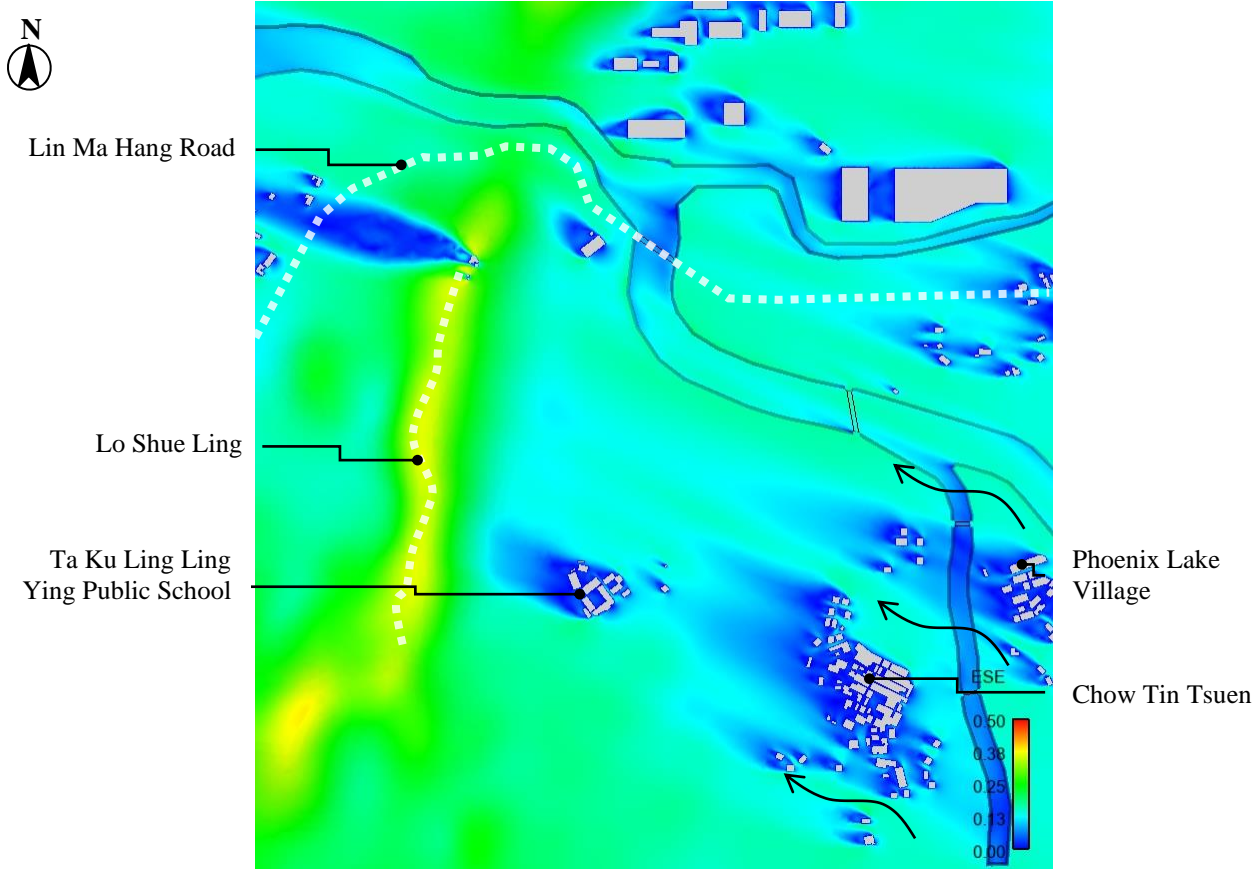 N
Lin Ma Hang Road
Lo Shue Ling
Ta Ku Ling Ling
Ying Public School
Phoenix Lake
Village
ESE
Chow Tin Tsuen
0.50
0.38
0.25
0.13
0.00